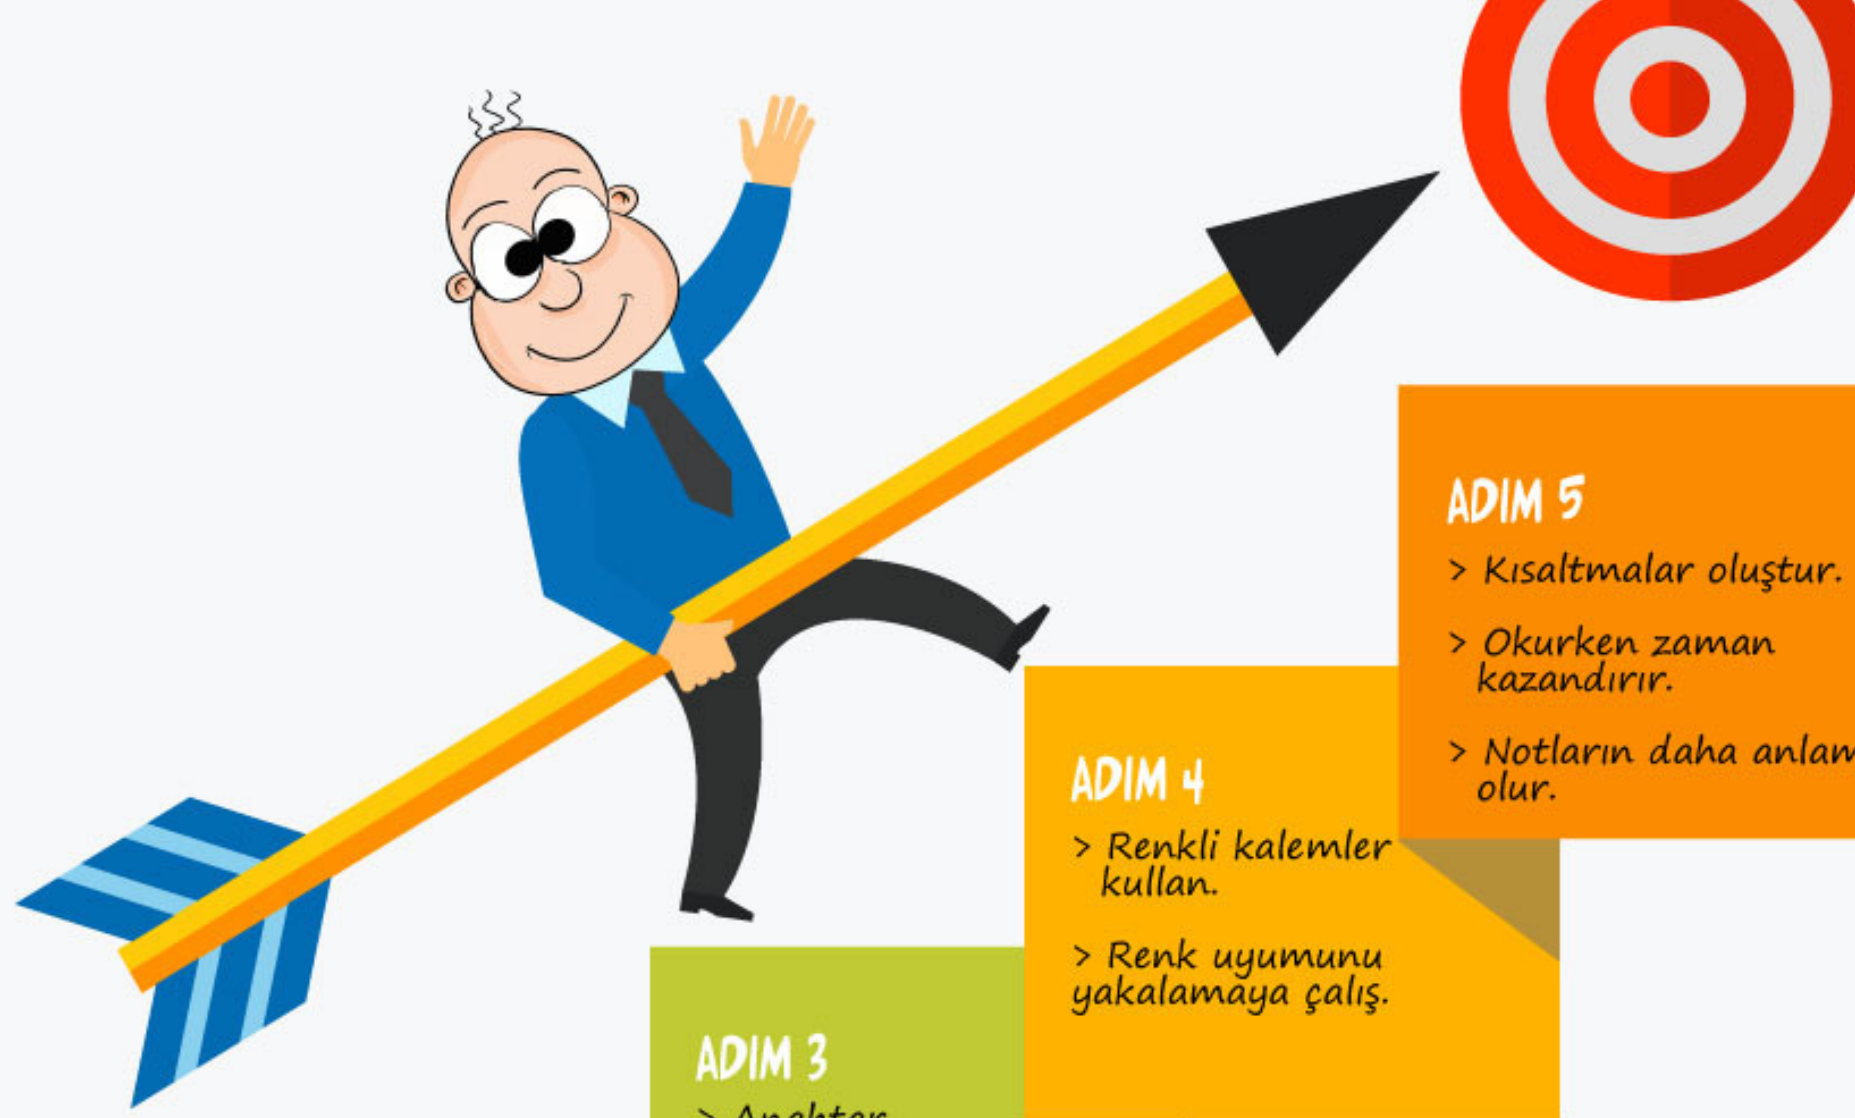 ADIM 5
> Kısaltmalar oluştur.
> Okurken zaman
kazandırır.
> Notların daha
olur.
ADIM 4
> Renkli kalemler
kullan.
> Renk uyumunu
yakalamaya çalış.
ADIM 3
> Anahtar